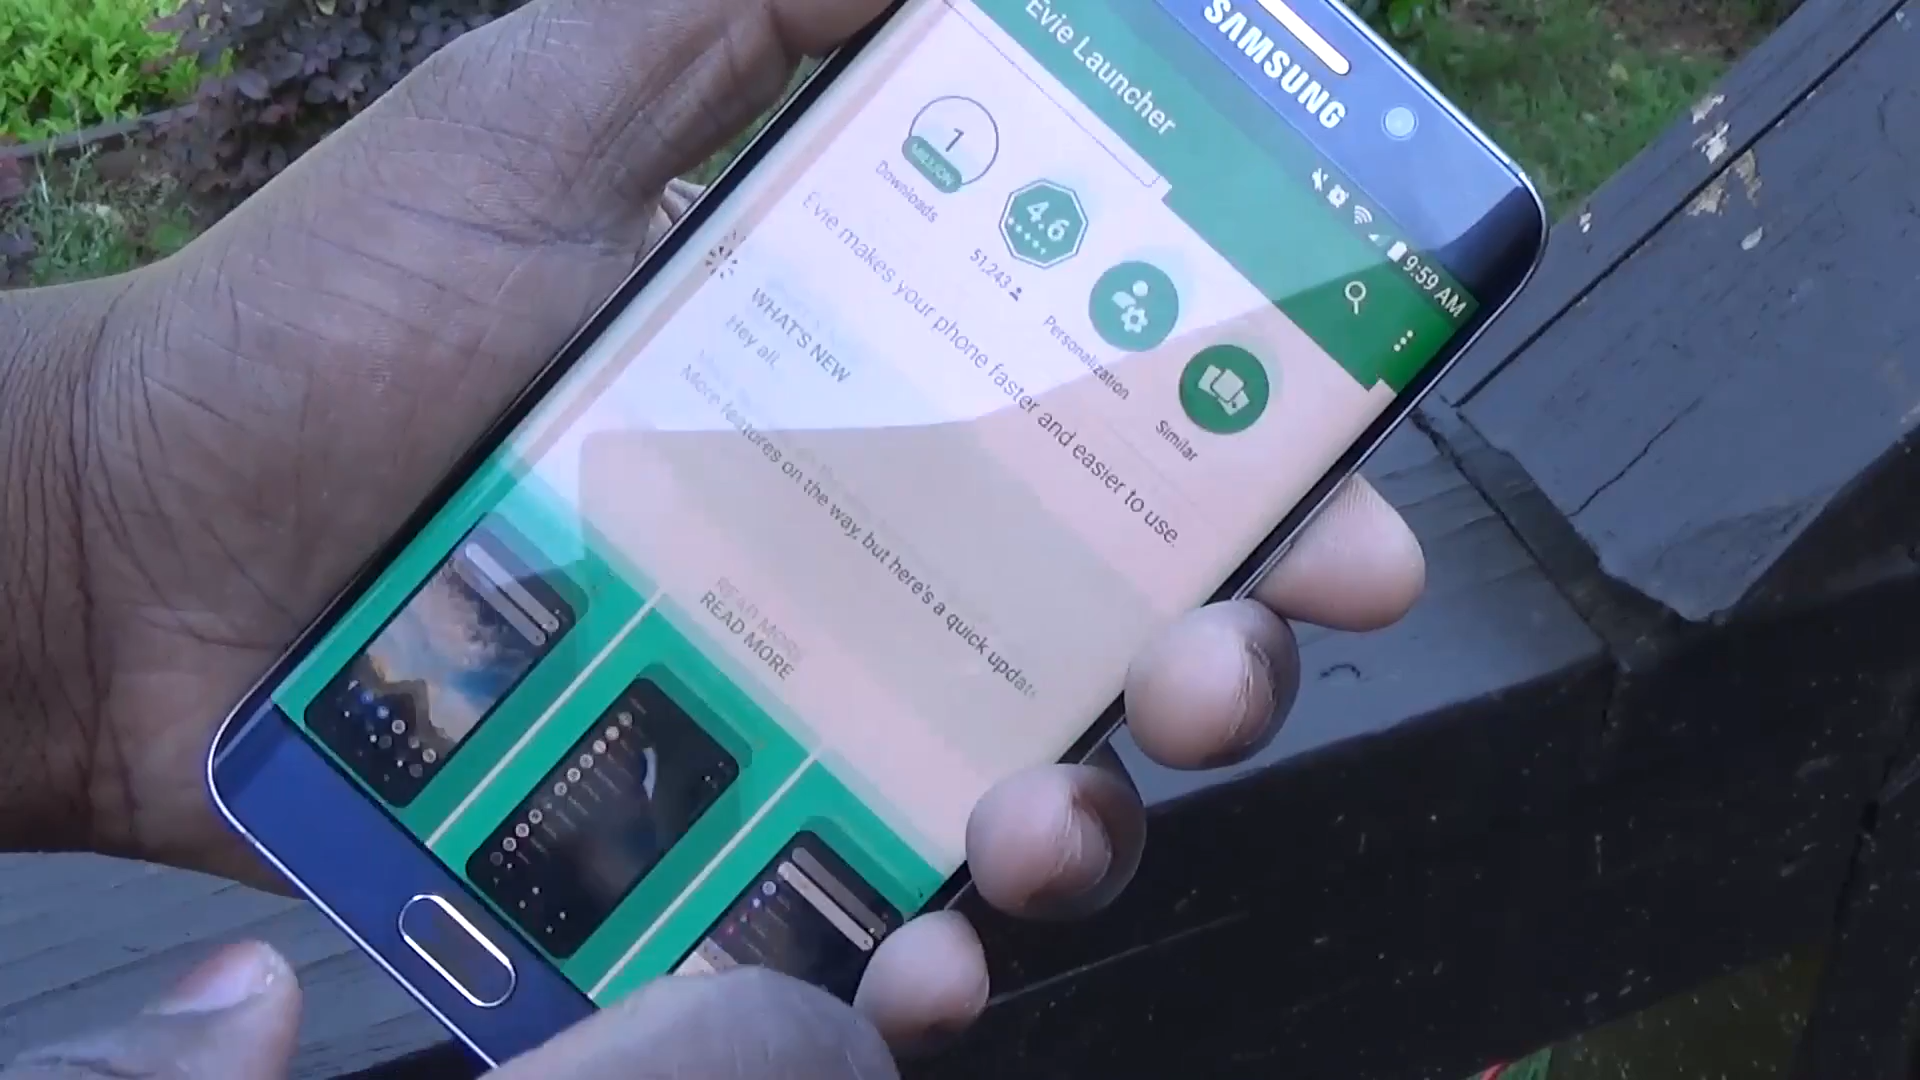 SAMSUNG
9:59 AM
Evie Launcher
1
MILLION
Downloads
4.6
51,243
Personalization
Similar
Evie makes your phone faster and easier to use.
WHAT'S NEW
Hey all,
More features on the way, but here's a quick update
READ MORE